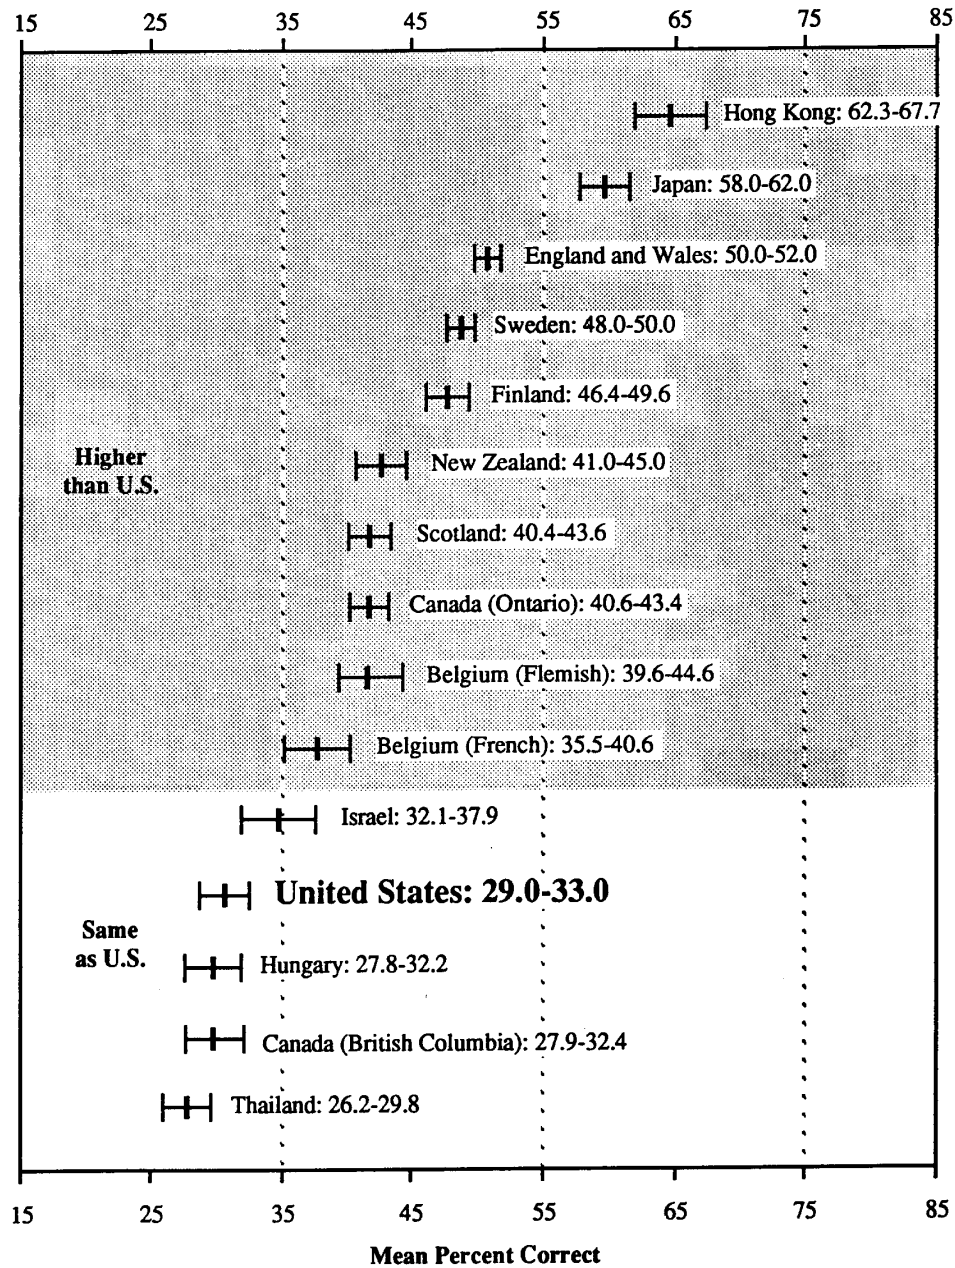 15 25 35 45 55 65 75 85
Hong Kong: 62.3-67.7
Japan: 58.0-62.0
England and Wales: 50.0-52.0
Sweden: 48.0-50.0
Finland: 46.4-49.6
Higher
than U.S.
New Zealand: 41.0-45.0
Scotland: 40.4-43.6
Canada (Ontario): 40.6-43.4
Belgium (Flemish): 39.6-44.6
Belgium (French): 35.5-40.6
Israel: 32.1-37.9
United States: 29.0-33.0
Same
as U.S.
Hungary: 27.8-32.2
Canada (British Columbia): 27.9-32.4
Thailand: 26.2-29.8
15 25 35 45 55 65 75 85
Mean Percent Correct